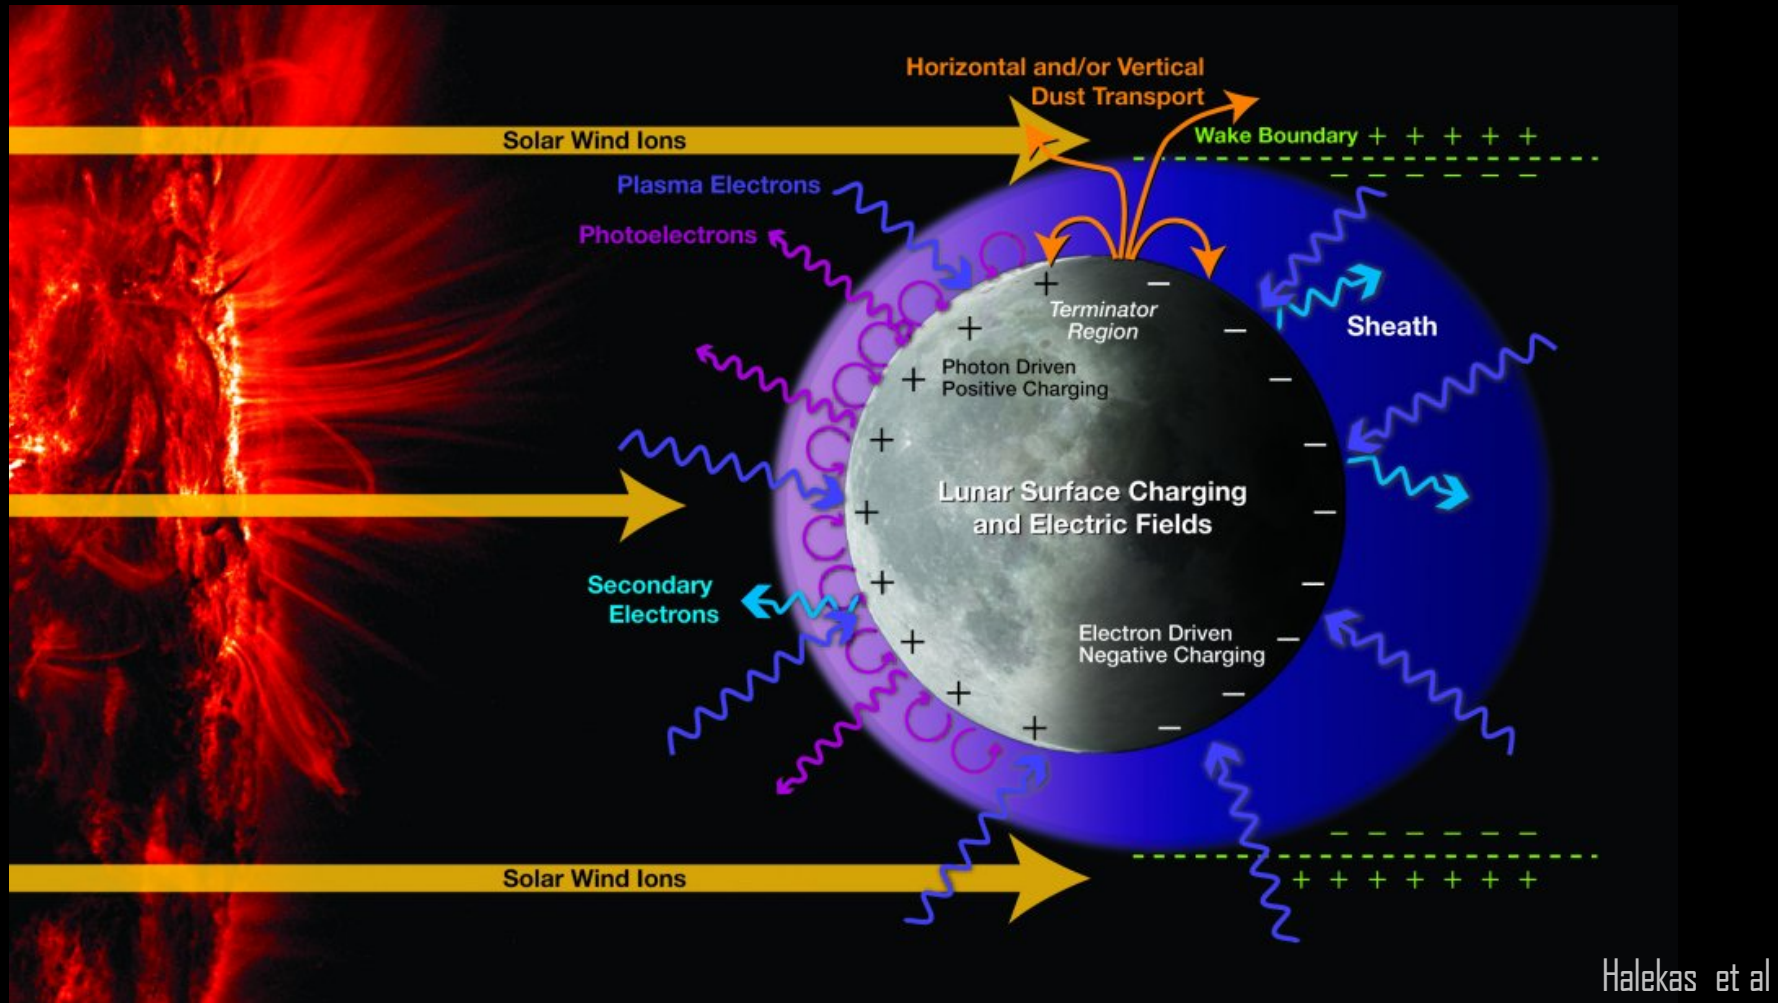 Horizontal and/or Vertical
Dust Transport
Solar Wind Ions
Wake Boundary + + + + +
− − − − − −
Plasma Electrons
Photoelectrons
Terminator
Region
Sheath
Photon Driven
Positive Charging
Lunar Surface Charging
and Electric Fields
Secondary
Electrons
Electron Driven
Negative Charging
− − − − − −
Solar Wind Ions
+ + + + + + +
Halekas et al